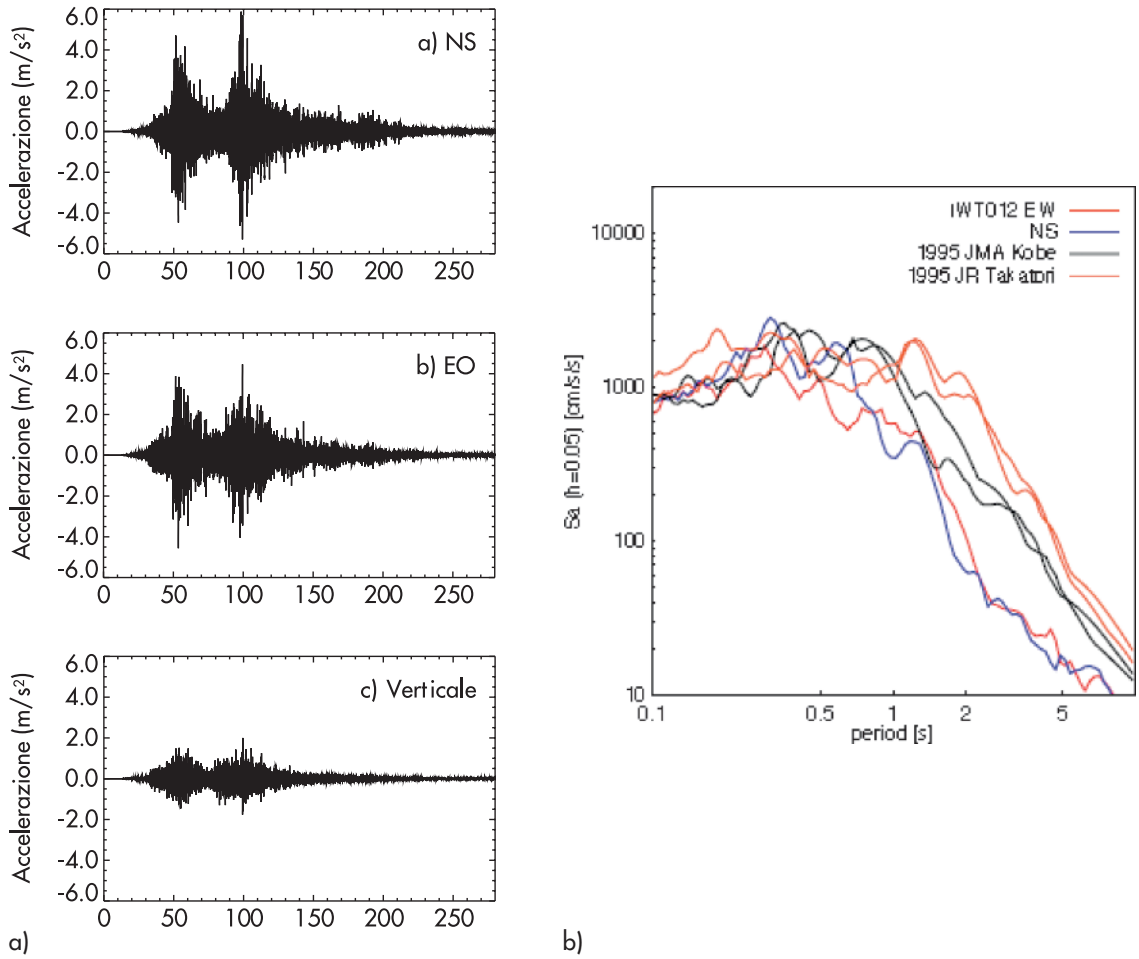 a) NS
Accelerazione (m/s²)
6.0
4.0
2.0
0.0
-2.0
-4.0
-6.0
0 50 100 150 200 250
b) EO
Accelerazione (m/s²)
6.0
4.0
2.0
0.0
-2.0
-4.0
-6.0
0 50 100 150 200 250
c) Verticale
Accelerazione (m/s²)
6.0
4.0
2.0
0.0
-2.0
-4.0
-6.0
0 50 100 150 200 250
a)
IWT012 EW
NS
1995 JMA Kobe
1995 JR Takatori
Sa (h=0.05) [cm/s/s]
10000
1000
100
10
0.1 0.5 1 2 5
period [s]
b)